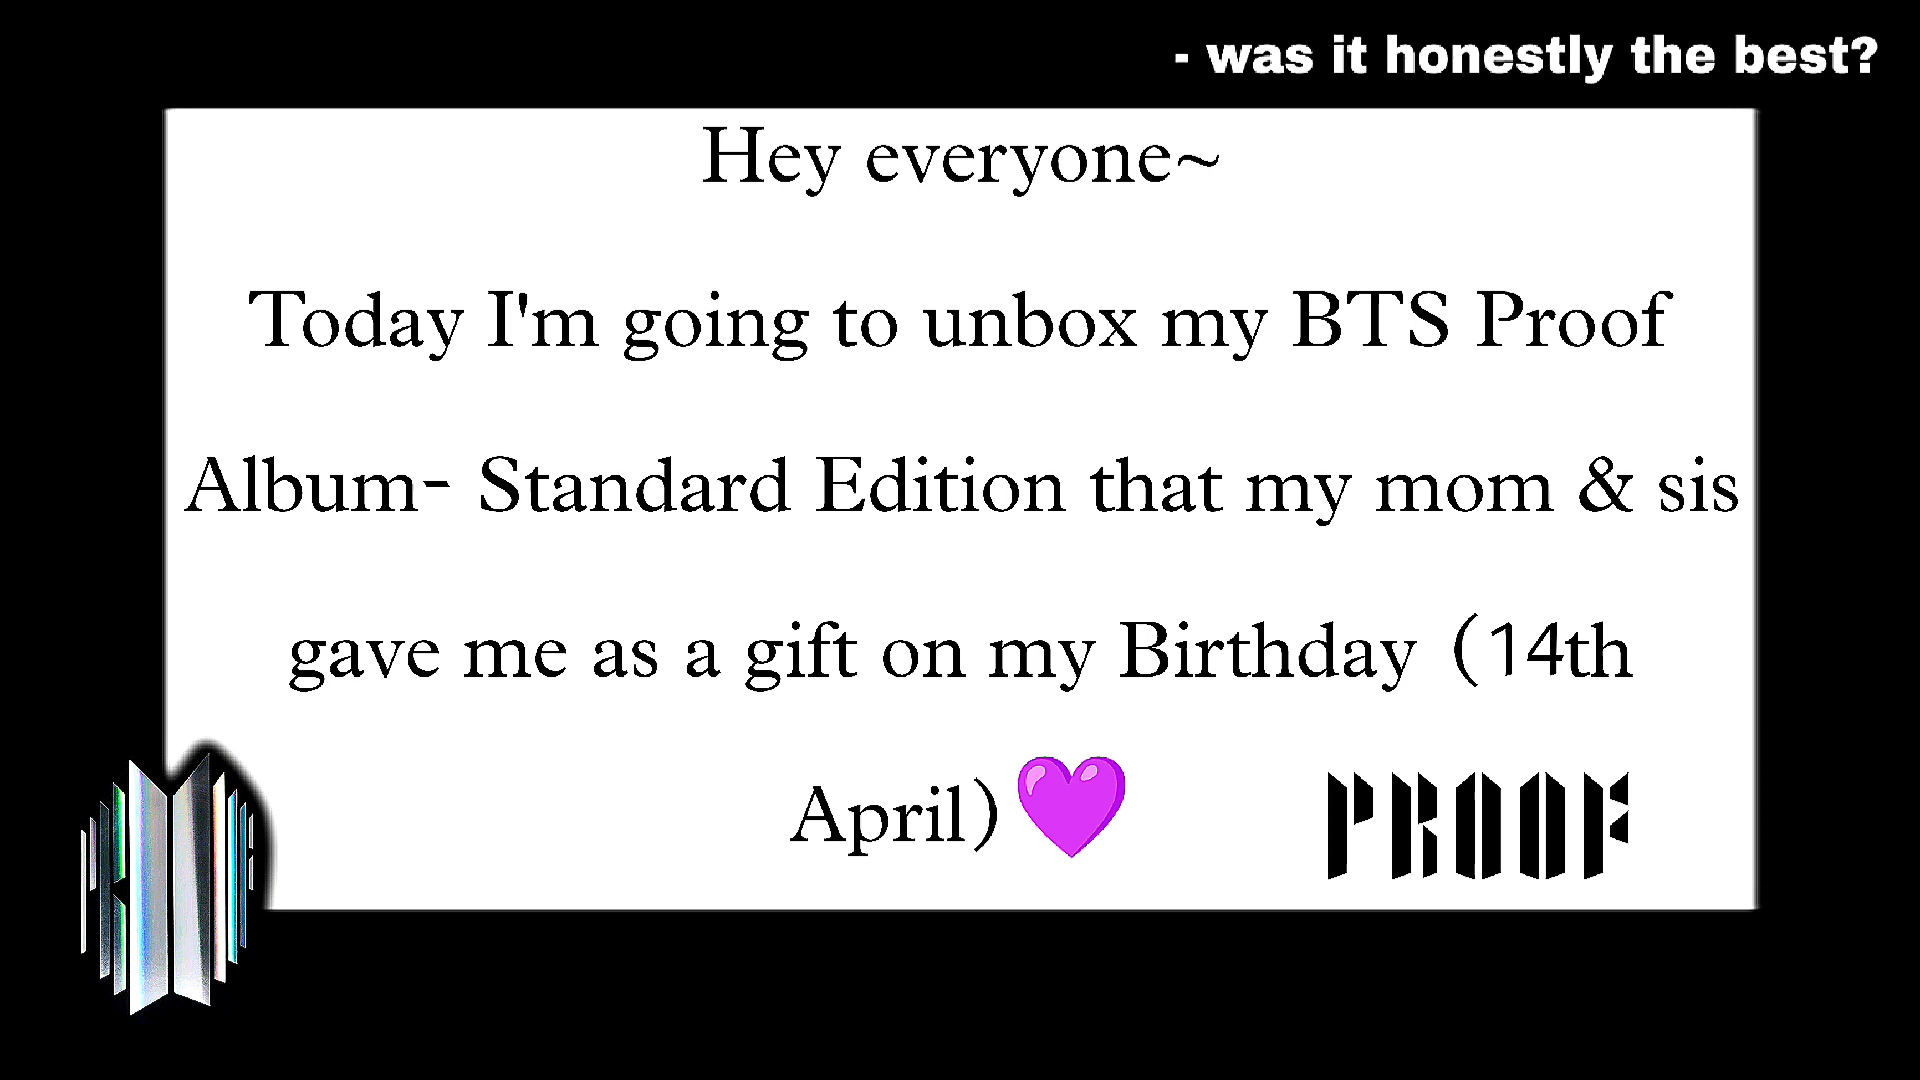 - was it honestly the best?
Hey everyone~
Today I'm going to unbox my BTS Proof
Album- Standard Edition that my mom & sis
gave me as a gift on my Birthday (14th
April)💜
PROOF